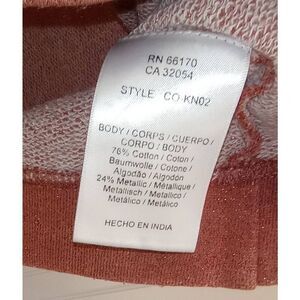 RN 66170
CA 32054
STYLE CO KN02
BODY / CORPS / CUERPO /
CORPO / BODY
76% Cotton / Coton /
Baumwolle / Cotone /
Algodão / Algodón
24% Metallic / Métallique /
Metallisch / Metallico /
Metálico / Metálico
HECHO EN INDIA